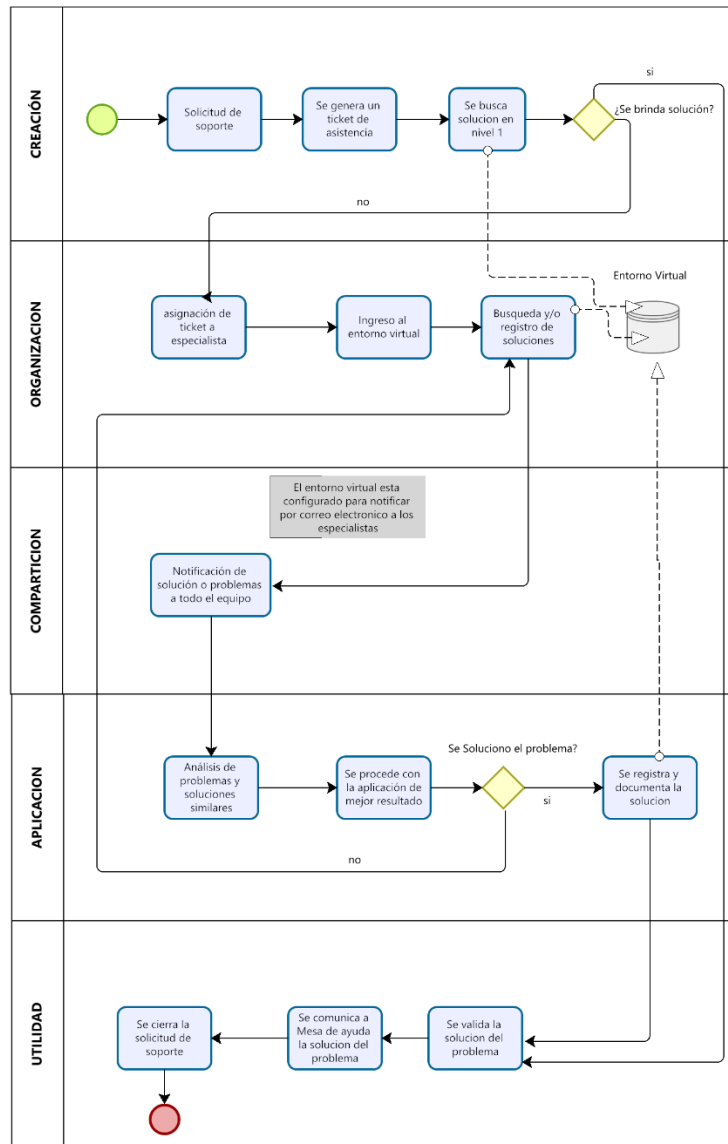 CREACIÓN
Solicitud de
soporte
Se genera un
ticket de
asistencia
Se busca
solucion en
nivel 1
¿Se brinda solución?
si
no
ORGANIZACION
asignación de
ticket a
especialista
Ingreso al
entorno virtual
Busqueda y/o
registro de
soluciones
Entorno Virtual
COMPARTICION
El entorno virtual esta
configurado para notificar
por correo electronico a los
especialistas
Notificación de
solución o problemas
a todo el equipo
APLICACION
Análisis de
problemas y
soluciones
similares
Se procede con
la aplicación de
mejor resultado
Se Soluciono el problema?
si
no
Se registra y
documenta la
solucion
UTILIDAD
Se cierra la
solicitud de
soporte
Se comunica a
Mesa de ayuda
la solucion del
problema
Se valida la
solucion del
problema